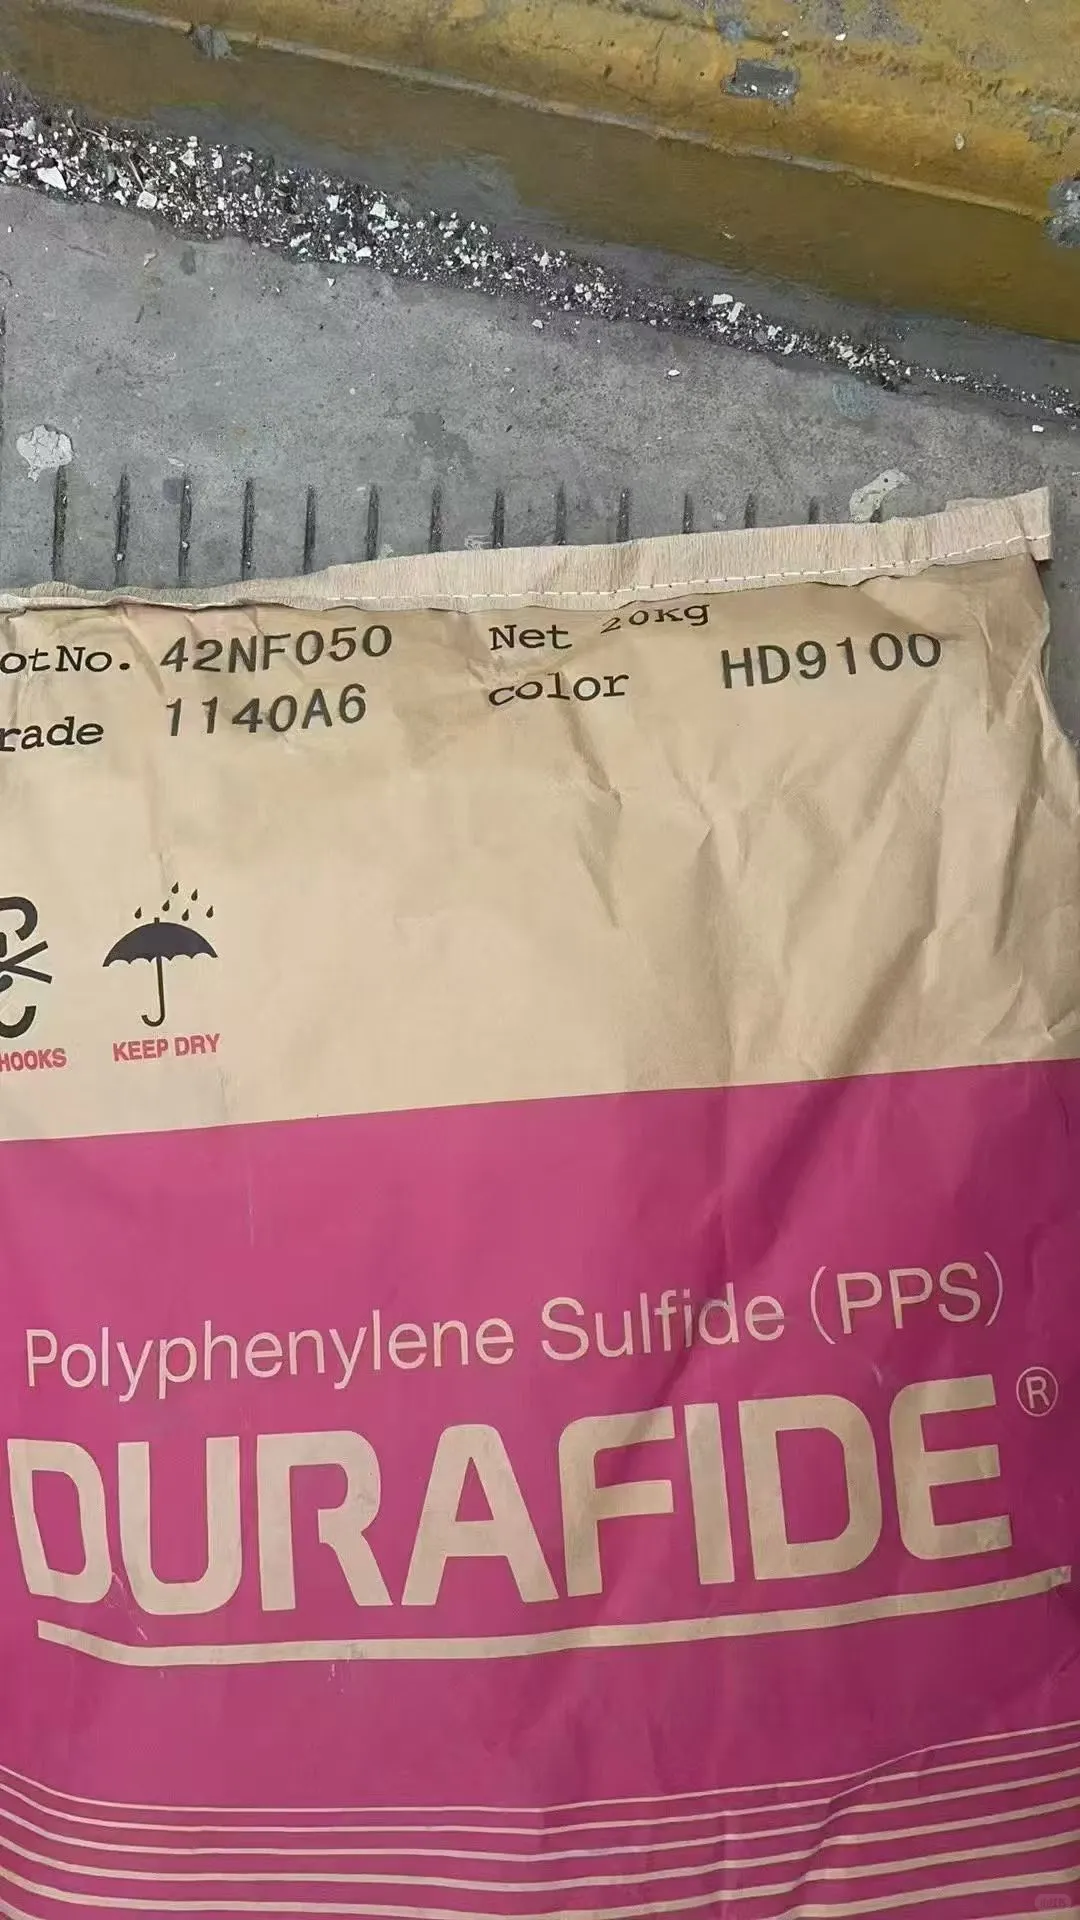 otNo. 42NF050 Net 20Kg
rade 1140A6 color HD9100
HOOKS KEEP DRY
Polyphenylene Sulfide (PPS)
DURAFIDE®